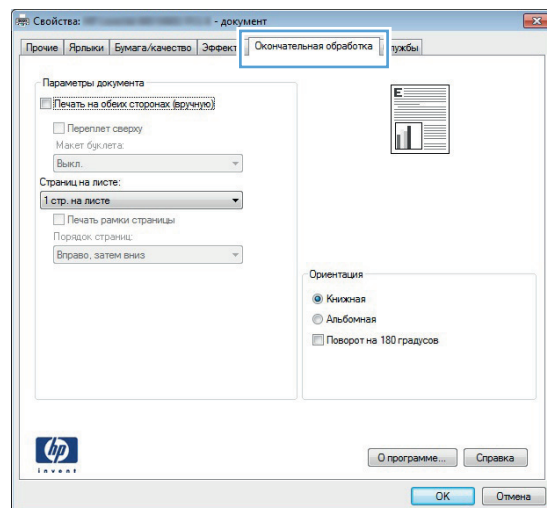 Свойства: - документ
Прочие Ярлыки Бумага/качество Эффект Окончательная обработка лужбы
Параметры документа
Печать на обеих сторонах (вручную)
Переплет сверху
Макет буклета:
Выкл.
Страниц на листе:
1 стр. на листе
Печать рамки страницы
Порядок страниц:
Вправо, затем вниз
E
Ориентация
Книжная
Альбомная
Поворот на 180 градусов
hp
invent
О программе... Справка
OK Отмена